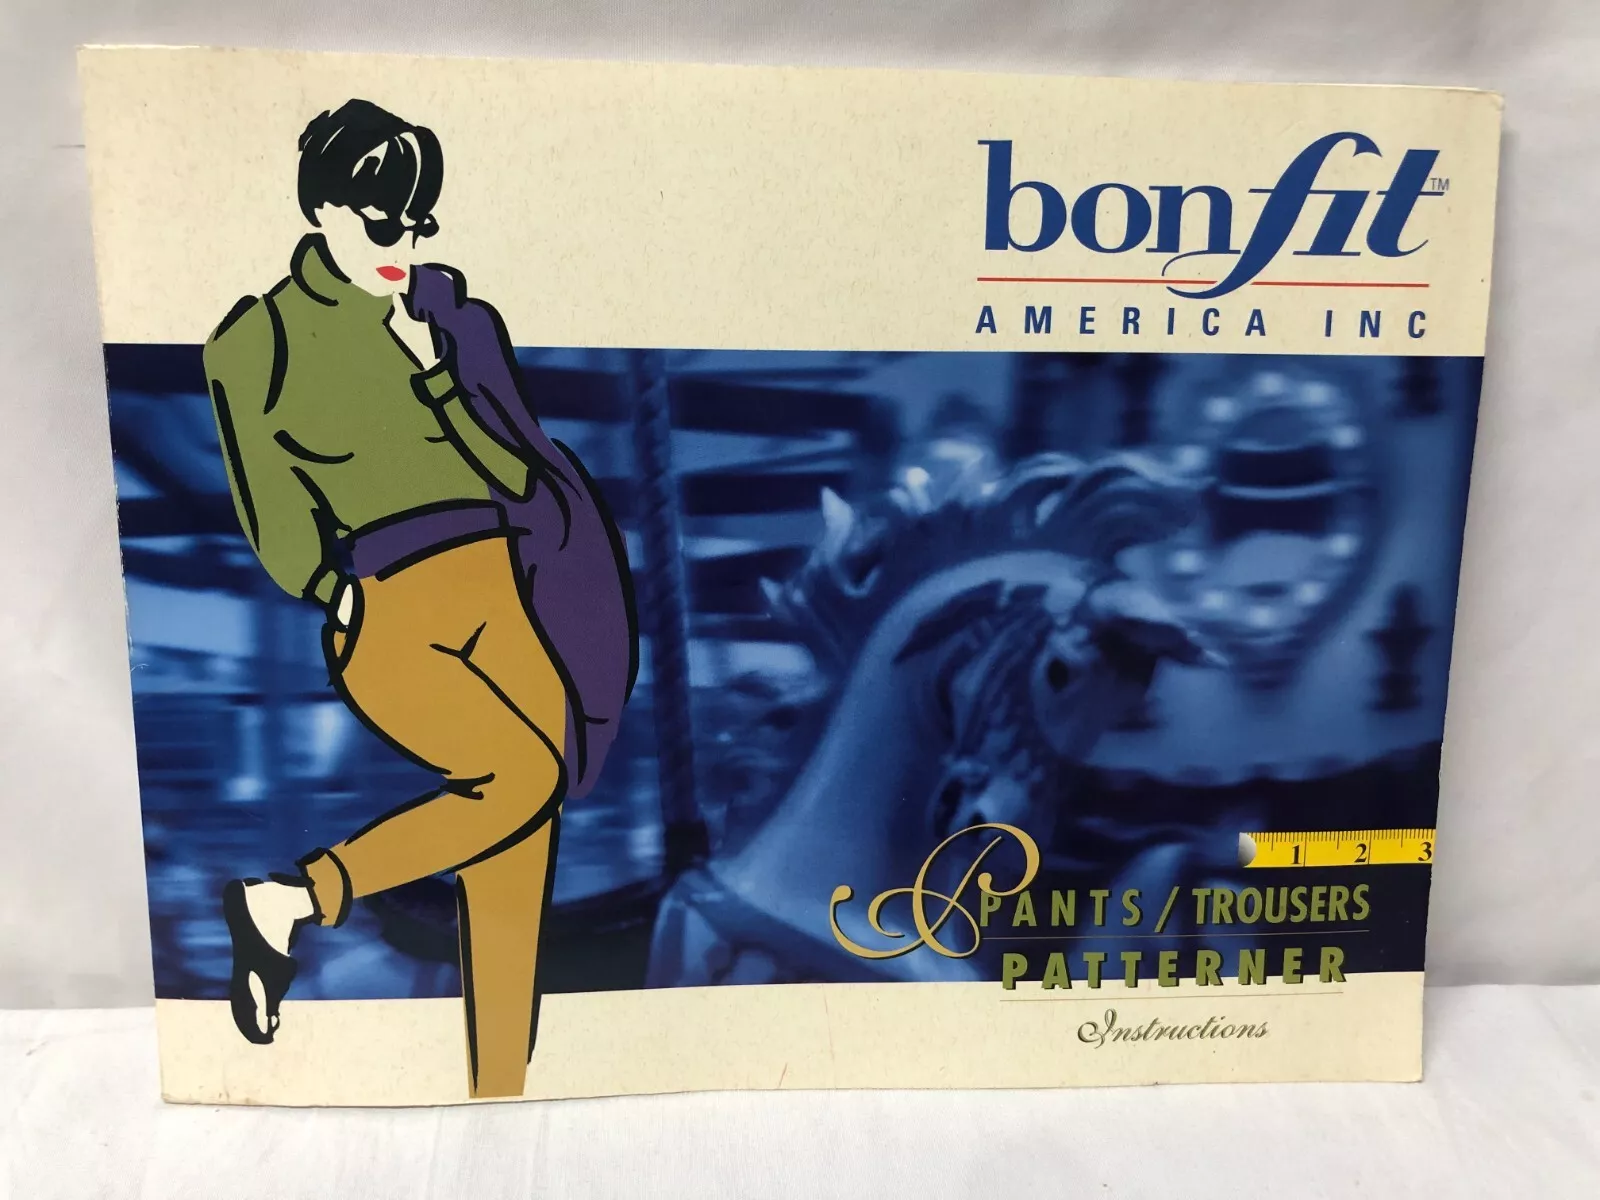 bonfit™
AMERICA INC
1 2 3
PANTS / TROUSERS
PATTERNER
Instructions